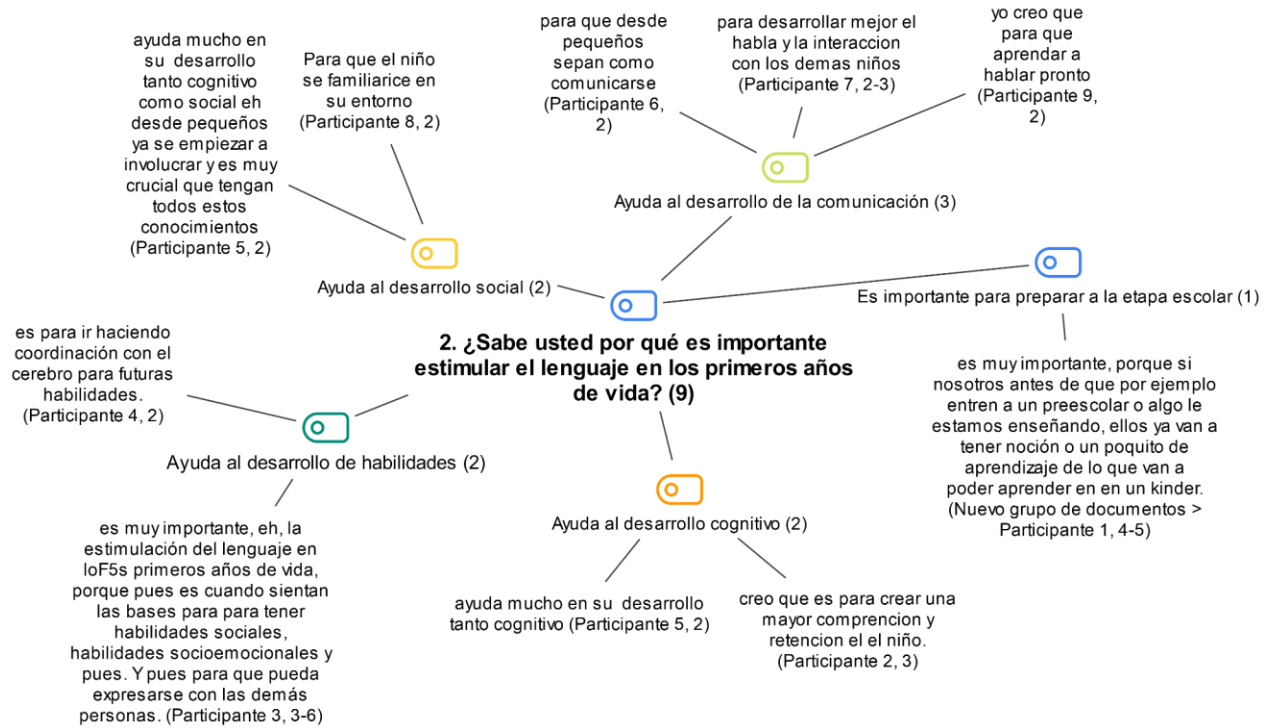 ayuda mucho en
su desarrollo
tanto cognitivo
como social eh
desde pequeños
ya se empiezar a
involucrar y es muy
crucial que tengan
todos estos
conocimientos
(Participante 5, 2)
Para que el niño
se familiarice en
su entorno
(Participante 8, 2)
para que desde
pequeños
sepan como
comunicarse
(Participante 6,
2)
para desarrollar mejor el
habla y la interaccion
con los demas niños
(Participante 7, 2-3)
yo creo que
para que
aprendar a
hablar pronto
(Participante 9,
2)
Ayuda al desarrollo de la comunicación (3)
Ayuda al desarrollo social (2)
Es importante para preparar a la etapa escolar (1)
2. ¿Sabe usted por qué es importante
estimular el lenguaje en los primeros años
de vida? (9)
es para ir haciendo
coordinación con el
cerebro para futuras
habilidades.
(Participante 4, 2)
Ayuda al desarrollo de habilidades (2)
es muy importante, eh, la
estimulación del lenguaje en
loF5s primeros años de vida,
porque pues es cuando sientan
las bases para para tener
habilidades sociales,
habilidades socioemocionales y
pues. Y pues para que pueda
expresarse con las demás
personas. (Participante 3, 3-6)
Ayuda al desarrollo cognitivo (2)
ayuda mucho en su desarrollo
tanto cognitivo (Participante 5, 2)
creo que es para crear una
mayor comprencion y
retencion el el niño.
(Participante 2, 3)
es muy importante, porque si
nosotros antes de que por ejemplo
entren a un preescolar o algo le
estamos enseñando, ellos ya van a
tener noción o un poquito de
aprendizaje de lo que van a
poder aprender en en un kinder.
(Nuevo grupo de documentos >
Participante 1, 4-5)